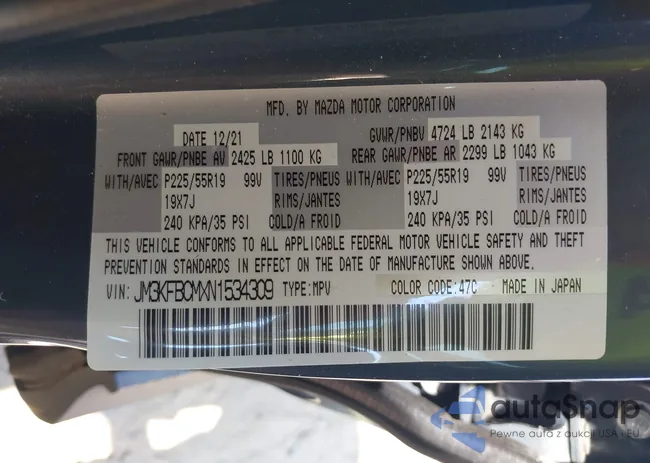 MFD. BY MAZDA MOTOR CORPORATION
DATE 12/21 GVWR/PNBV 4724 LB 2143 KG
FRONT GAWR/PNBE AV 2425 LB 1100 KG REAR GAWR/PNBE AR 2299 LB 1043 KG
WITH/AVEC P225/55R19 99V TIRES/PNEUS WITH/AVEC P225/55R19 99V TIRES/PNEUS
19X7J RIMS/JANTES 19X7J RIMS/JANTES
240 KPA/35 PSI COLD/A FROID 240 KPA/35 PSI COLD/A FROID
THIS VEHICLE CONFORMS TO ALL APPLICABLE FEDERAL MOTOR VEHICLE SAFETY AND THEFT
PREVENTION STANDARDS IN EFFECT ON THE DATE OF MANUFACTURE SHOWN ABOVE.
VIN: JM3KFBCMXN1534309 TYPE:MPV COLOR CODE:47C MADE IN JAPAN
autoSnap
Pewne auta z aukcji USA i EU